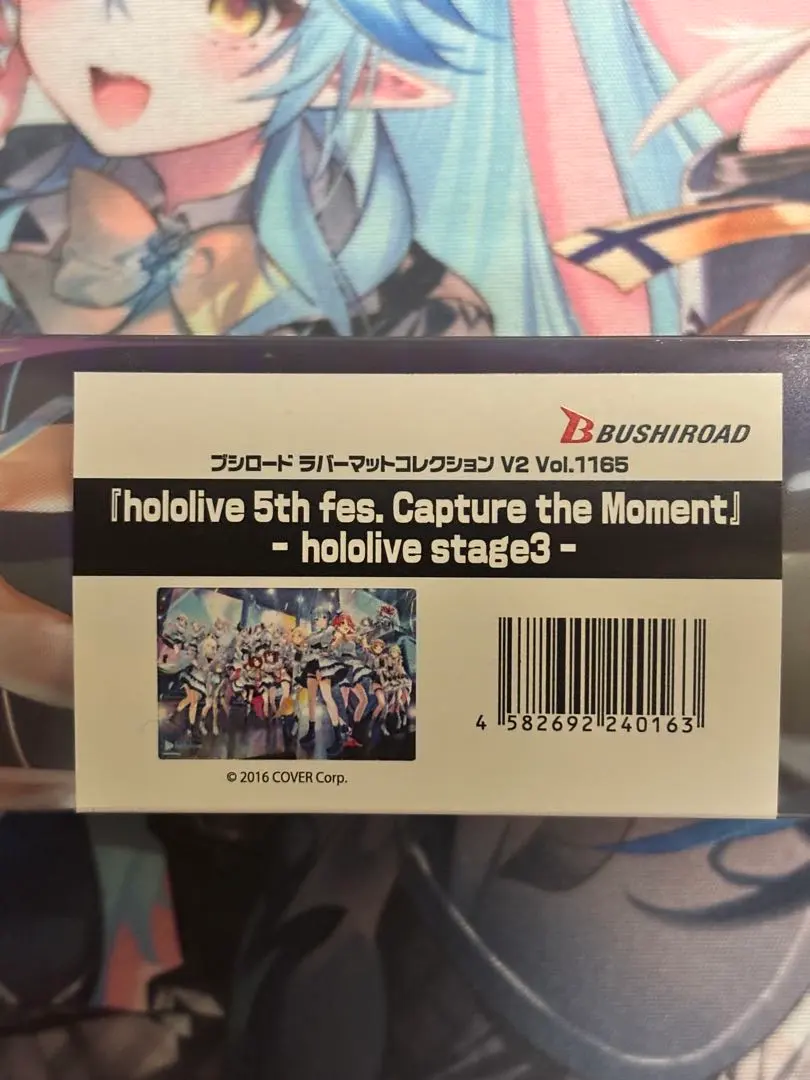 BUSHIROAD
ブシロード ラバーマットコレクション V2 Vol.1165
『hololive 5th fes. Capture the Moment』
- hololive stage3 -
4 582692 240163
© 2016 COVER Corp.